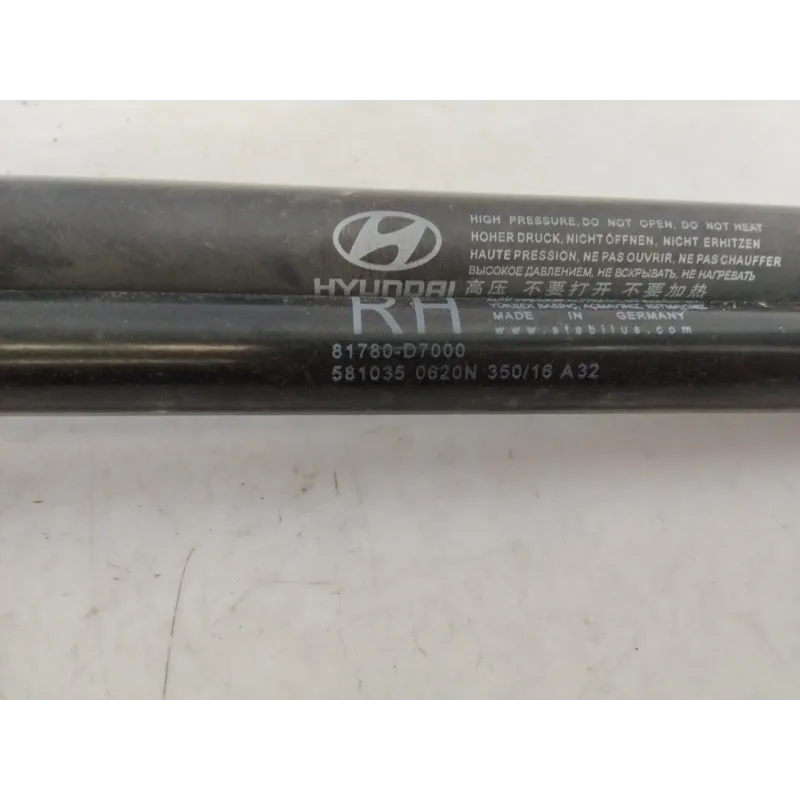 HYUNDAI
HIGH PRESSURE, DO NOT OPEN, DO NOT HEAT
HOHER DRUCK, NICHT ÖFFNEN, NICHT ERHITZEN
HAUTE PRESSION, NE PAS OUVRIR, NE PAS CHAUFFER
ВЫСОКОЕ ДАВЛЕНИЕМ, НЕ ВСКРЫВАТЬ, НЕ НАГРЕВАТЬ
高压 不要打开 不要加热
RH
MADE IN GERMANY
www.stabilus.com
81780-D7000
581035 0620N 350/16 A32